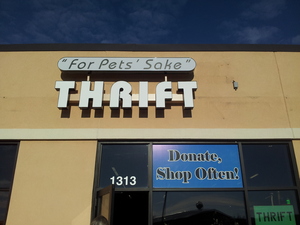 "For Pets' Sake"
THRIFT
1313
Donate,
Shop Often!
THRIFT